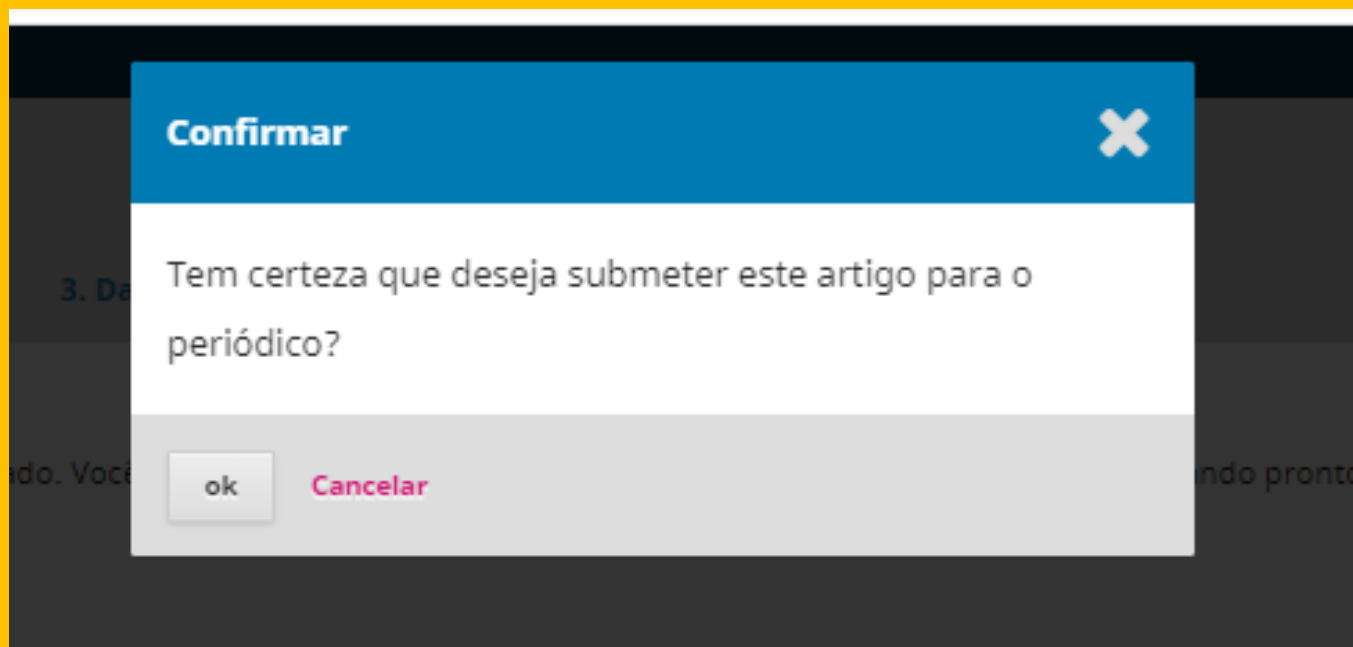 Confirmar
Tem certeza que deseja submeter este artigo para o
periódico?
3. Da
ok Cancelar
ado. Você
ndo pronto